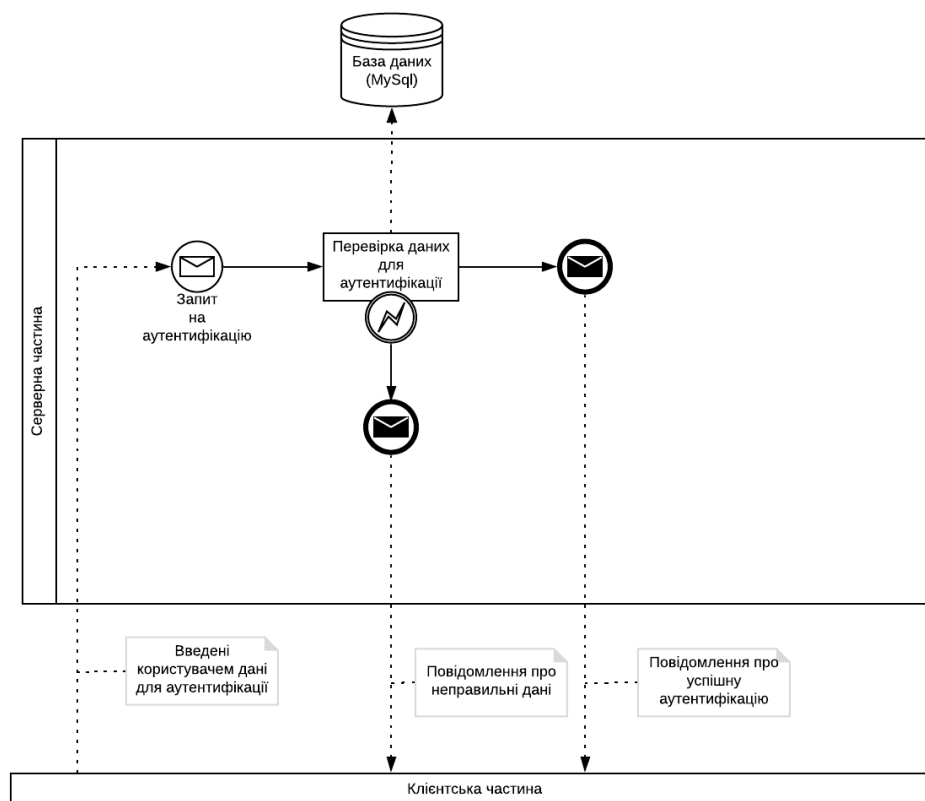 База даних
(MySql)
Серверна частина
Запит
на
аутентифікацію
Перевірка даних
для
аутентифікації
Введені
користувачем дані
для аутентифікації
Повідомлення про
неправильні дані
Повідомлення про
успішну
аутентифікацію
Клієнтська частина